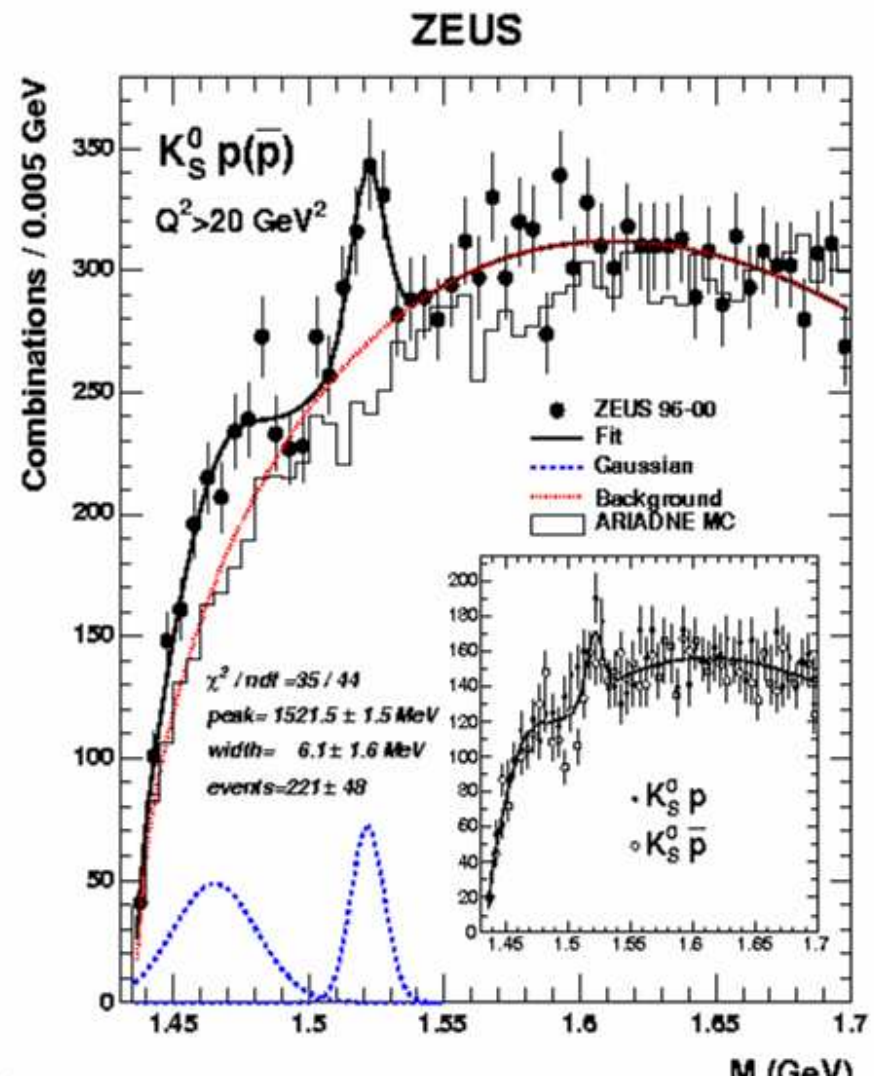 ZEUS
Combinations / 0.005 GeV
350
300
250
200
150
100
50
0
K⁰_S p(p̅)
Q²>20 GeV²
ZEUS 96-00
Fit
Gaussian
Background
ARIADNE MC
χ² / ndf =35 / 44
peak= 1521.5 ± 1.5 MeV
width= 6.1 ± 1.6 MeV
events=221 ± 48
200
180
160
140
120
100
80
60
40
20
0
K⁰_S p
K⁰_S p̅
1.45 1.5 1.55 1.6 1.65 1.7
1.45 1.5 1.55 1.6 1.65 1.7
M (GeV)